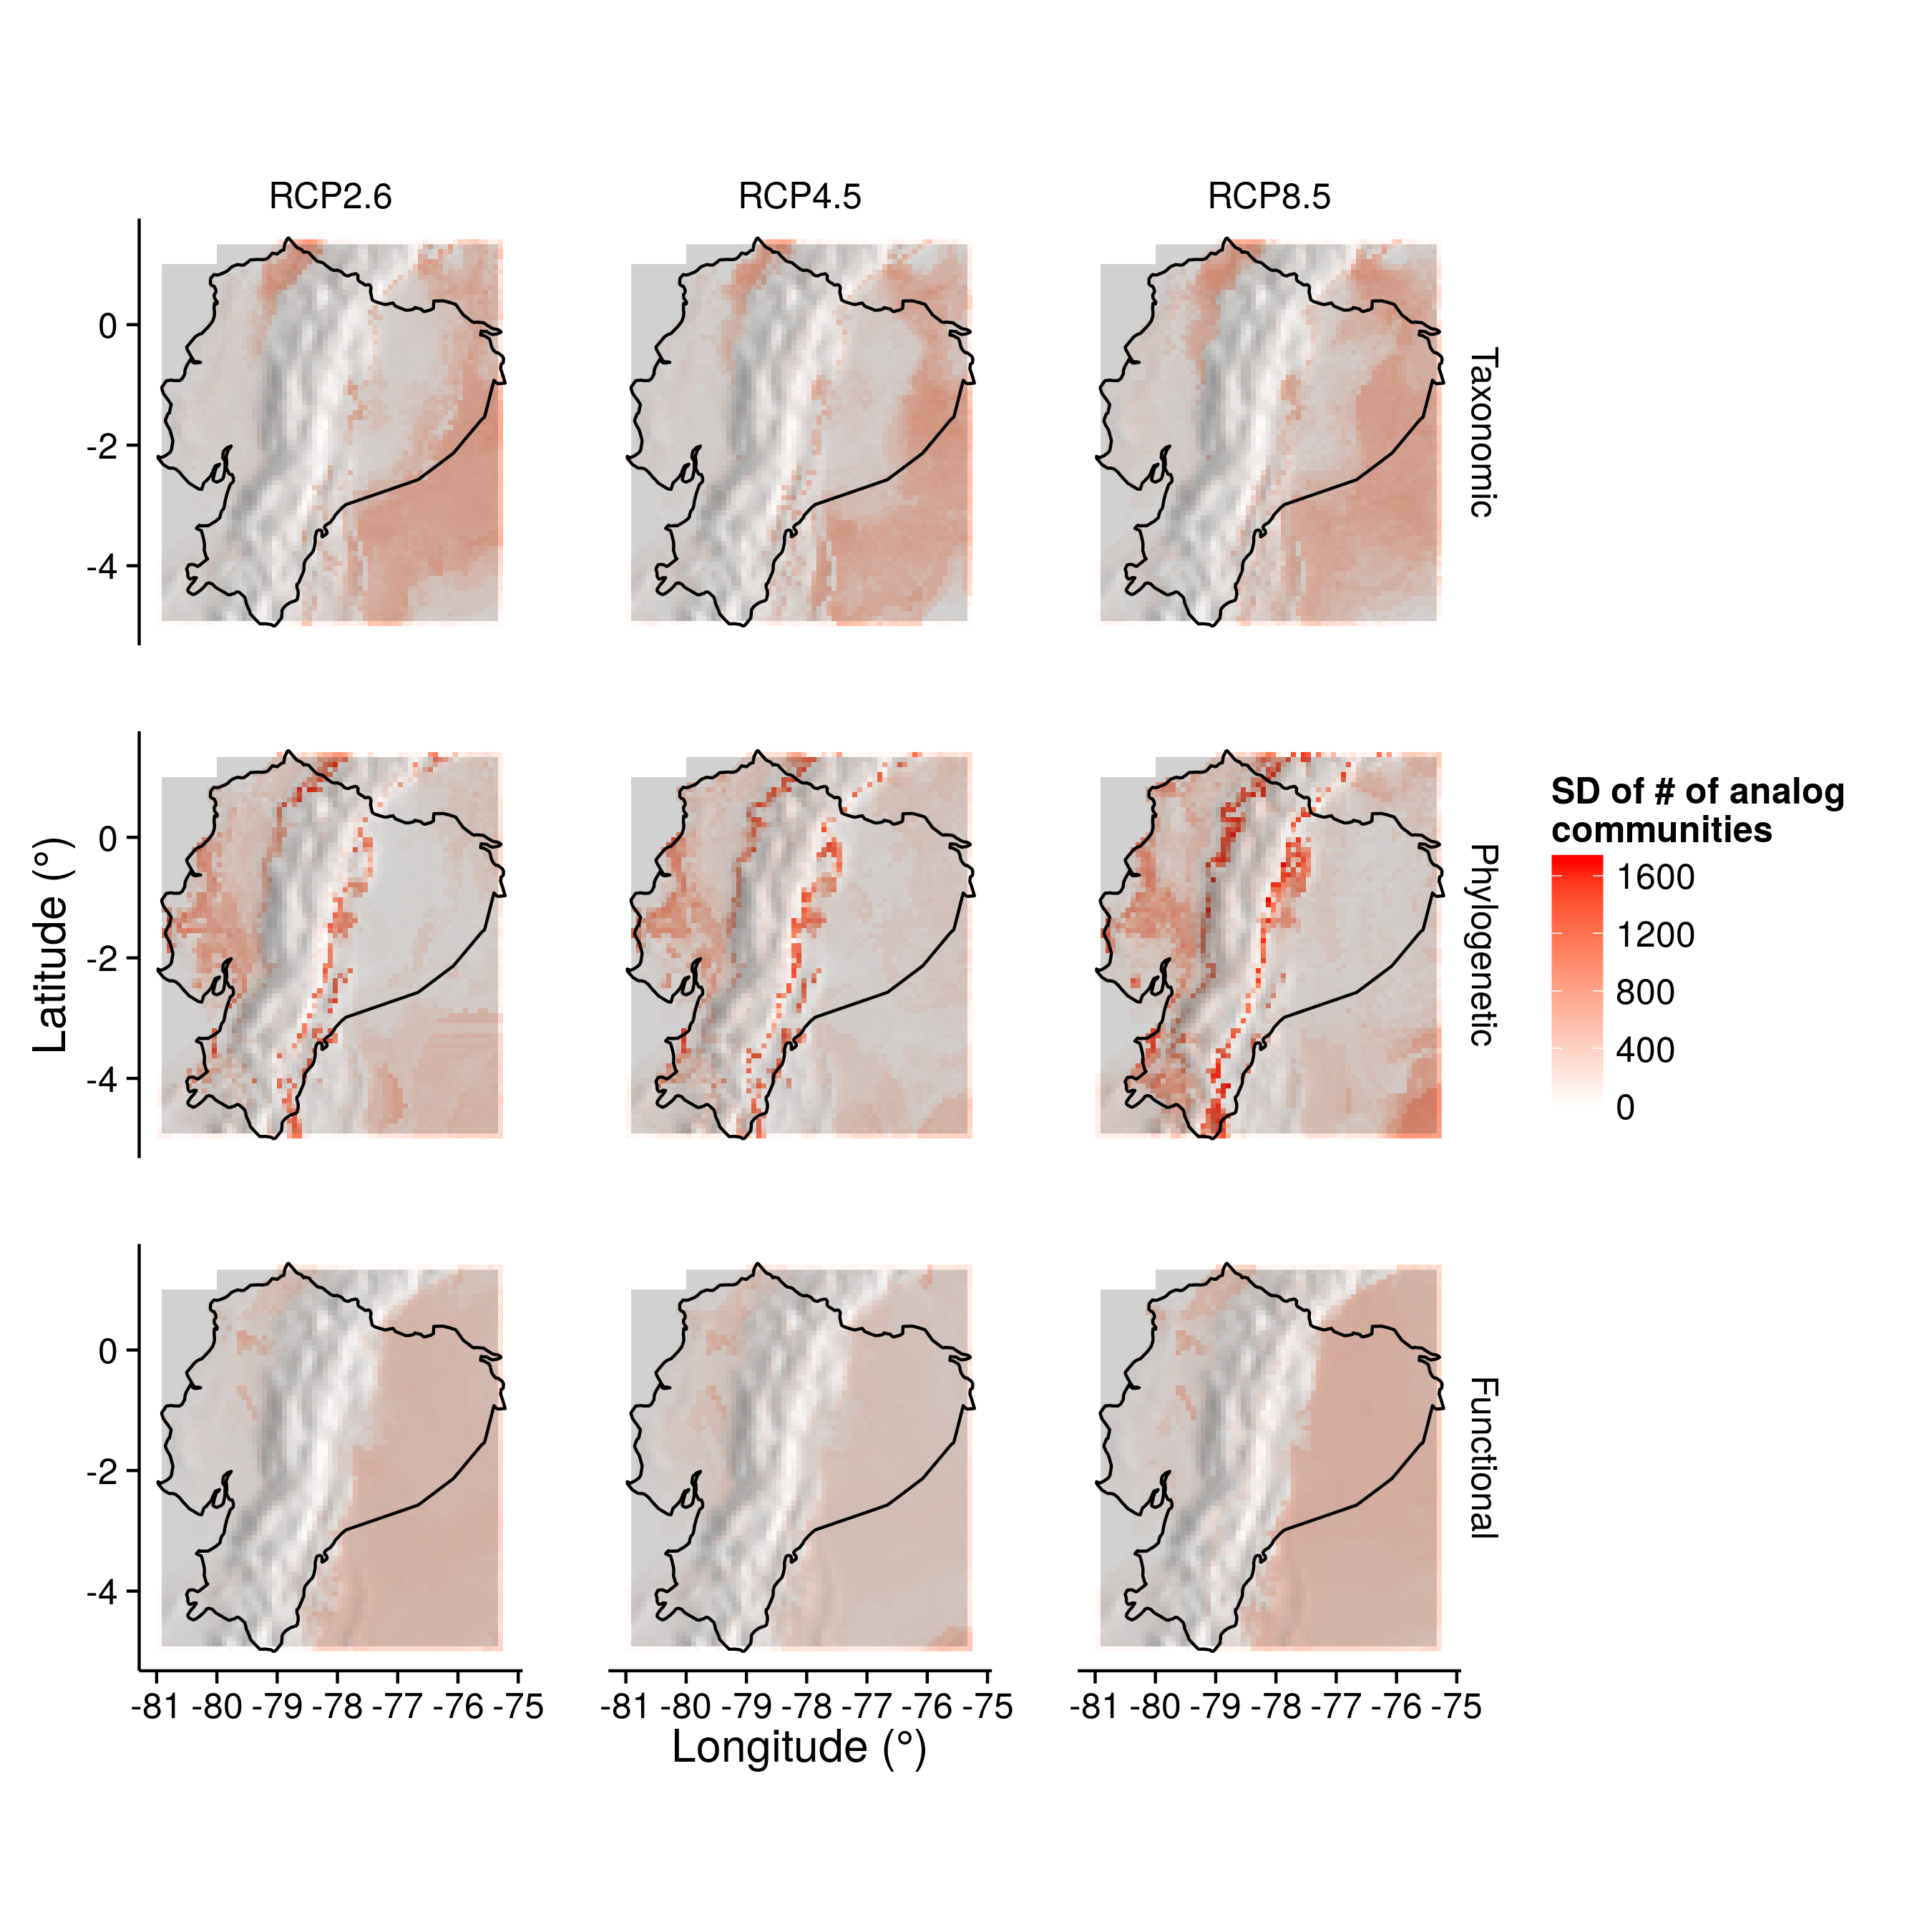 RCP2.6 RCP4.5 RCP8.5
0
-2
-4
Taxonomic
0
-2
-4
Phylogenetic
0
-2
-4
Functional
Latitude (°)
-81 -80 -79 -78 -77 -76 -75 -81 -80 -79 -78 -77 -76 -75 -81 -80 -79 -78 -77 -76 -75
Longitude (°)
SD of # of analog
communities
1600
1200
800
400
0